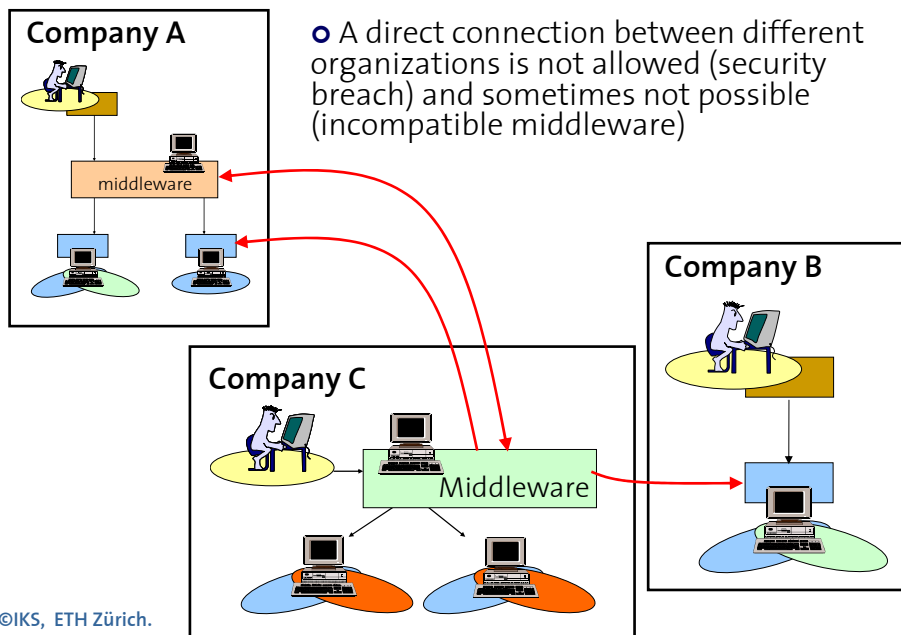 Company A
middleware
o A direct connection between different
organizations is not allowed (security
breach) and sometimes not possible
(incompatible middleware)
Company B
Company C
Middleware
©IKS, ETH Zürich.